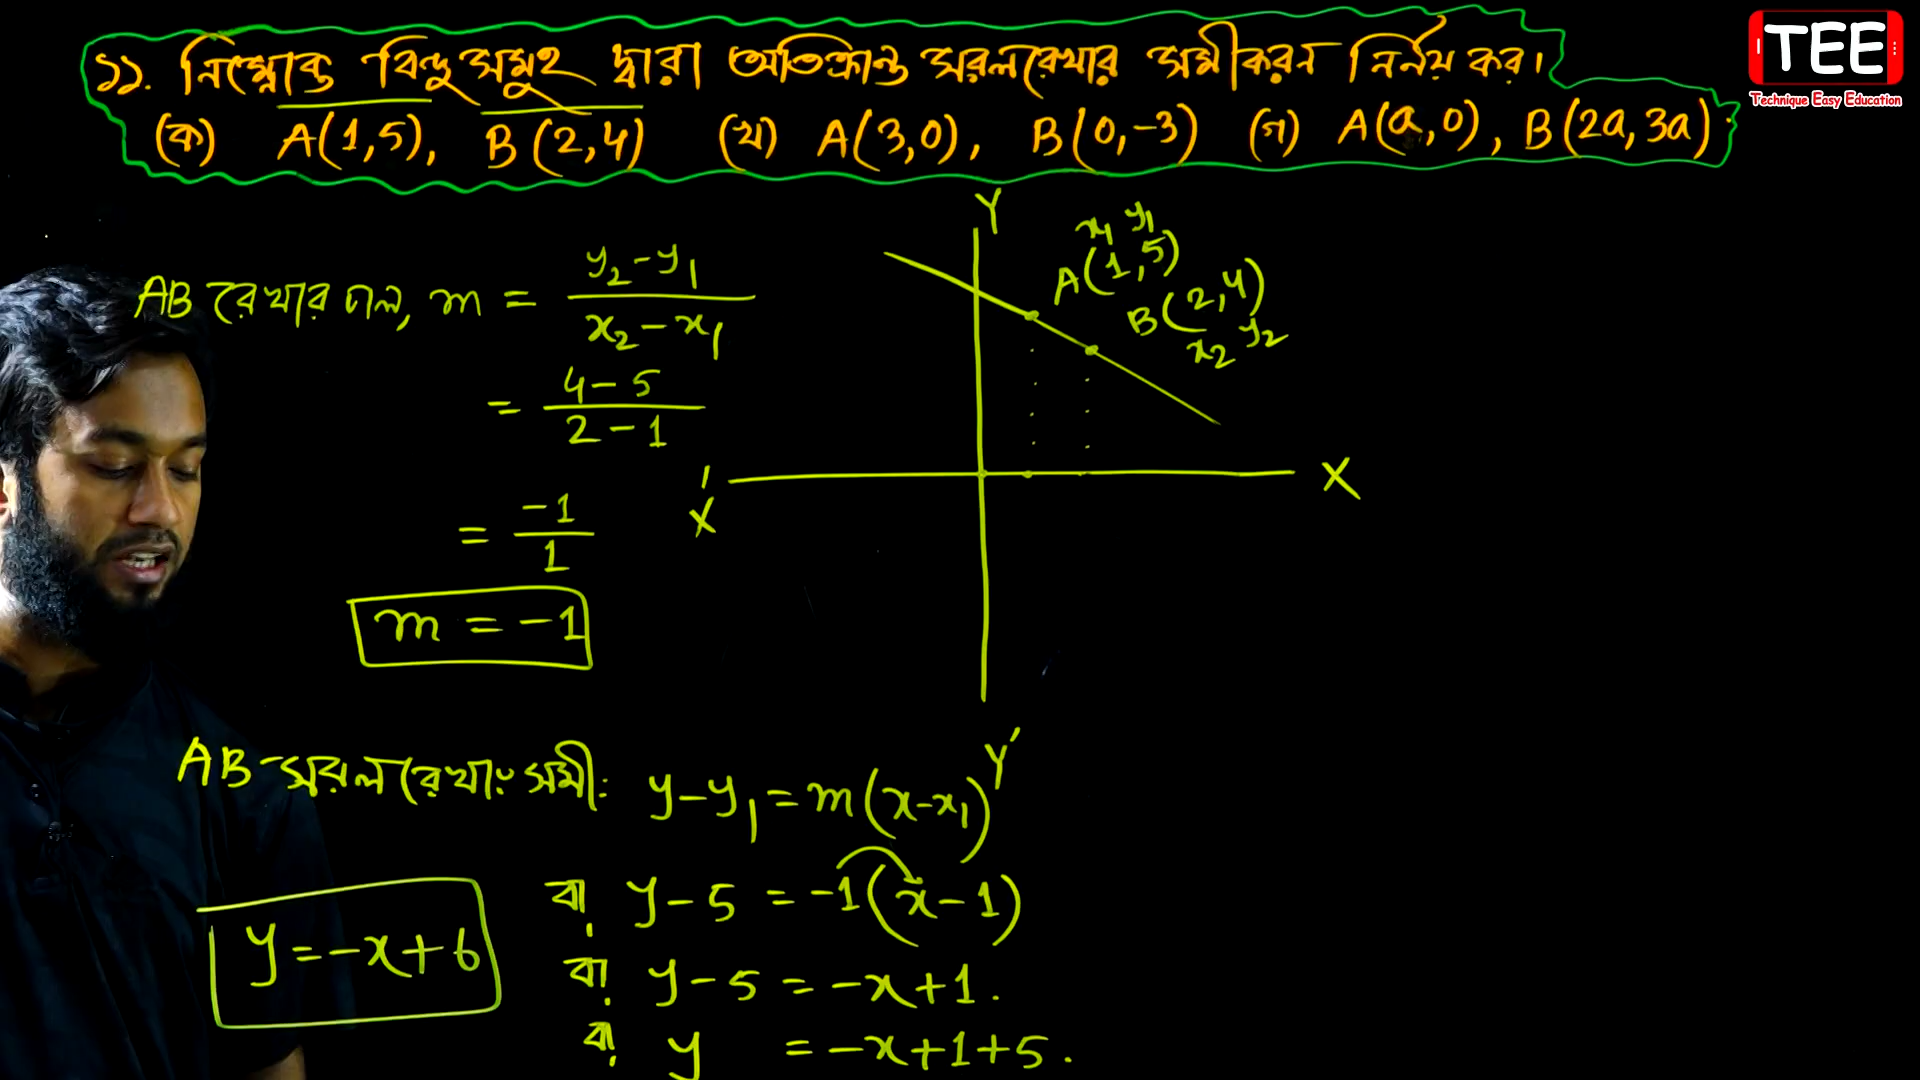 ১১. নিম্নোক্ত বিন্দুসমূহ দ্বারা অতিক্রান্ত সরলরেখার সমীকরন নির্নয় কর।
(ক) A(1,5), B(2,4) (খ) A(3,0), B(0,-3) (গ) A(a,0), B(2a,3a)
TEE
Technique Easy Education
AB রেখার ঢাল, m = (y₂-y₁)/(x₂-x₁)
= (4-5)/(2-1)
= -1/1
m = -1
Y
x₁ y₁
A(1,5)
B(2,4)
x₂ y₂
X
X'
Y'
AB সরলরেখার সমী: y-y₁=m(x-x₁)
বা, y-5 = -1(x-1)
বা, y-5 = -x+1.
বা, y = -x+1+5.
y=-x+6